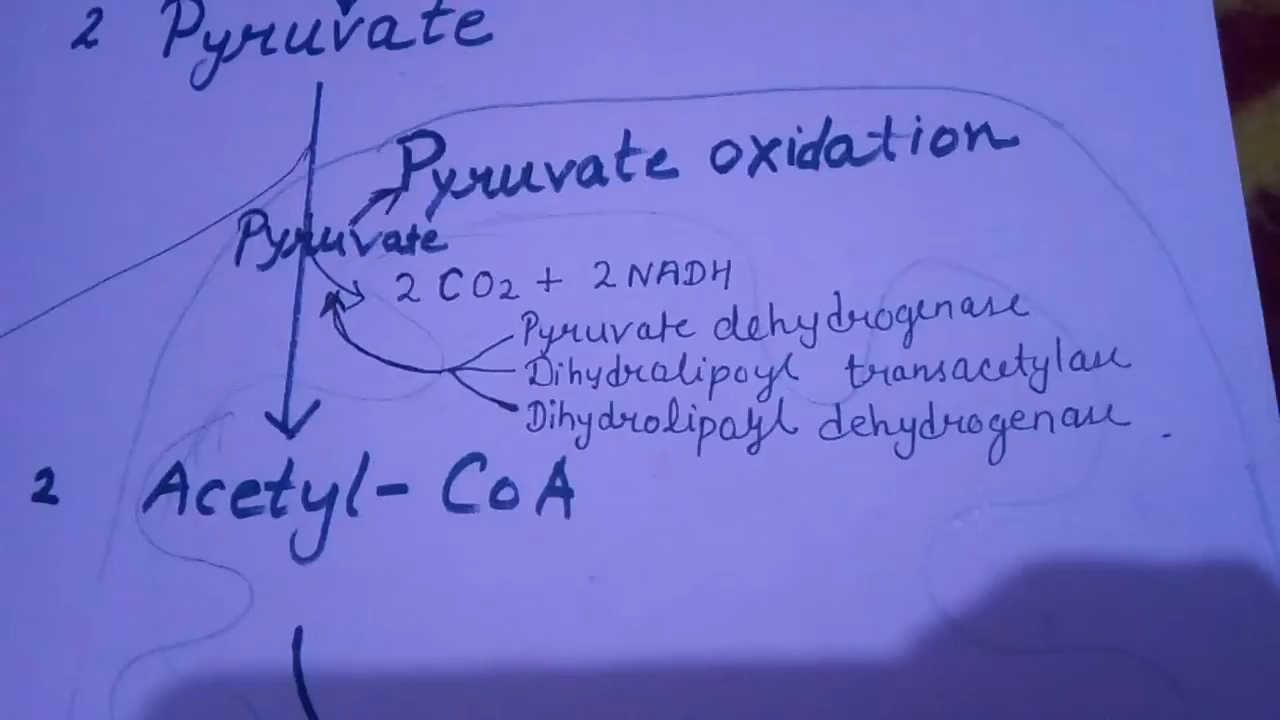 2 Pyruvate
Pyruvate oxidation
Pyruvate
2 CO2 + 2 NADH
Pyruvate dehydrogenase
Dihydrolipoyl transacetylase
Dihydrolipoyl dehydrogenase
2 Acetyl-CoA